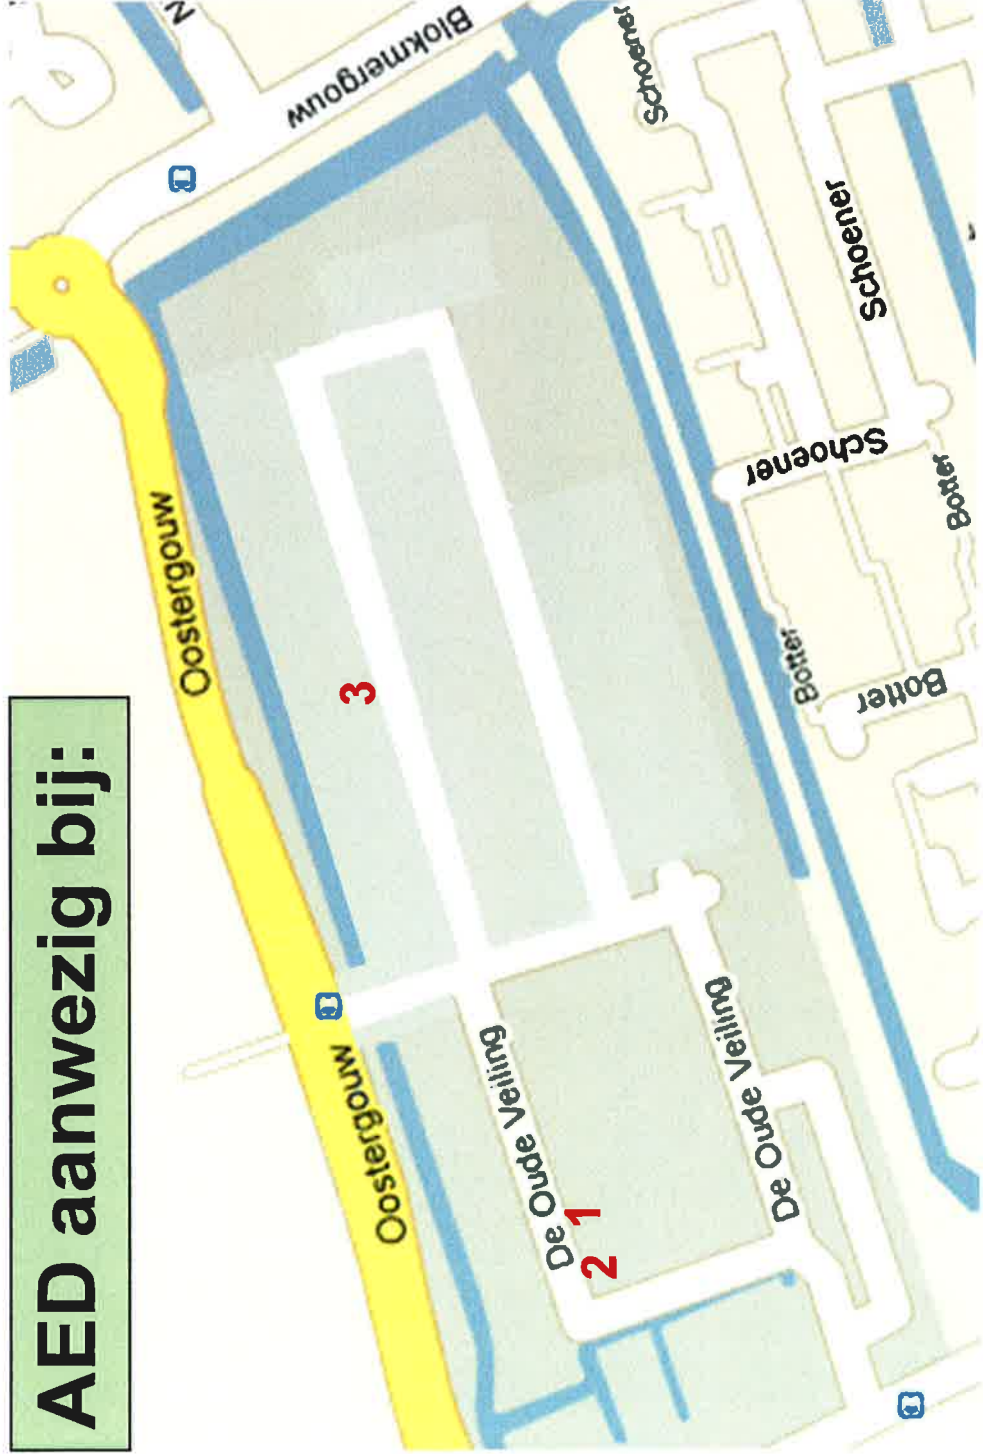 AED aanwezig bij:
Oostergouw
Oostergouw
Blokmergouw
N
3
De Oude Veiling
De Oude Veiling
1
2
Schoener
Schoener
Schoener
Botter
Botter
Botter